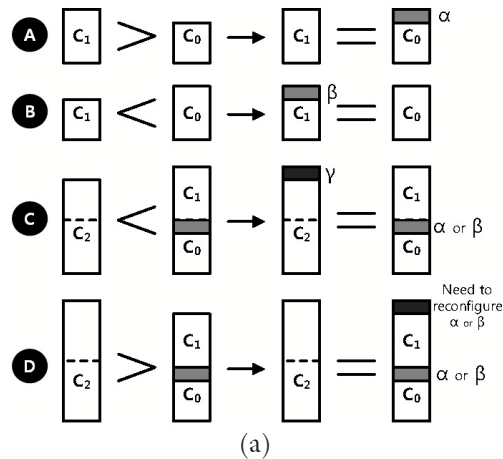 A C₁ > C₀ → C₁ = C₀ α
B C₁ < C₀ → β C₁ = C₀
C C₂ < C₁ C₀ → γ C₂ = C₁ C₀ α or β
Need to
reconfigure
α or β
D C₂ > C₁ C₀ → C₂ = C₁ C₀ α or β
(a)